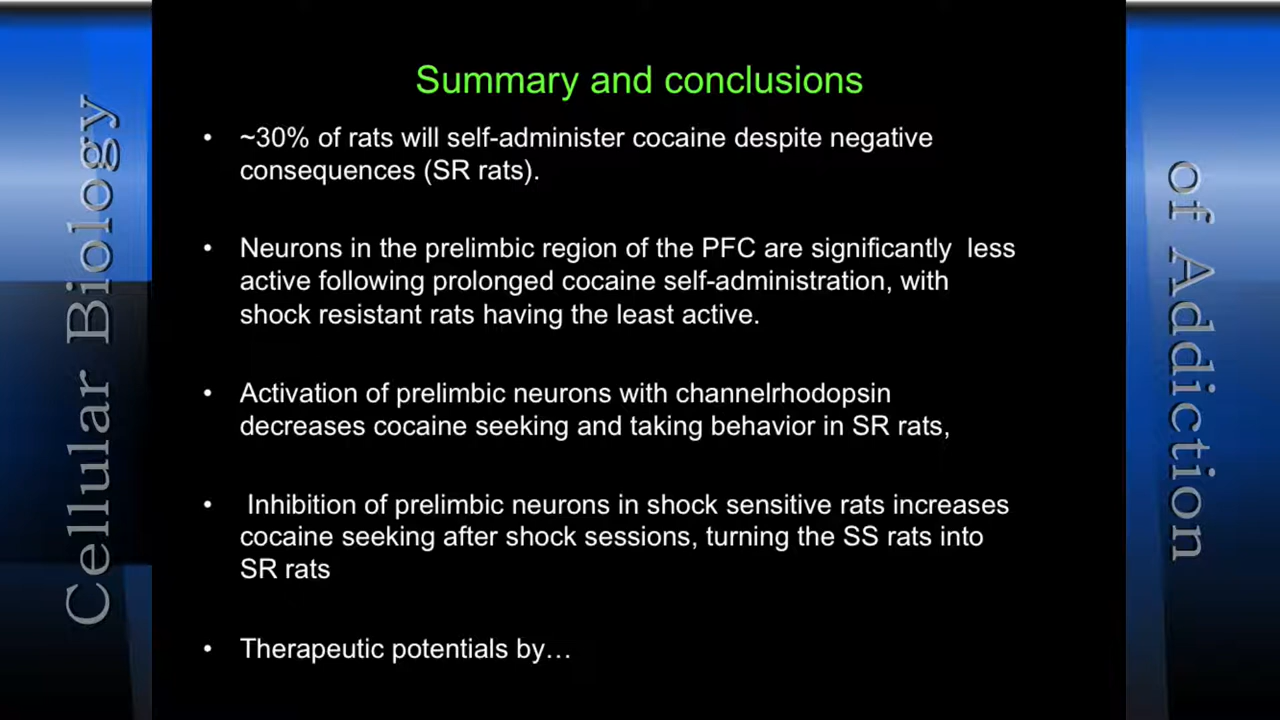 Cellular Biology
Summary and conclusions
• ~30% of rats will self-administer cocaine despite negative
consequences (SR rats).
• Neurons in the prelimbic region of the PFC are significantly  less
active following prolonged cocaine self-administration, with
shock resistant rats having the least active.
• Activation of prelimbic neurons with channelrhodopsin
decreases cocaine seeking and taking behavior in SR rats,
• Inhibition of prelimbic neurons in shock sensitive rats increases
cocaine seeking after shock sessions, turning the SS rats into
SR rats
• Therapeutic potentials by…
of Addiction